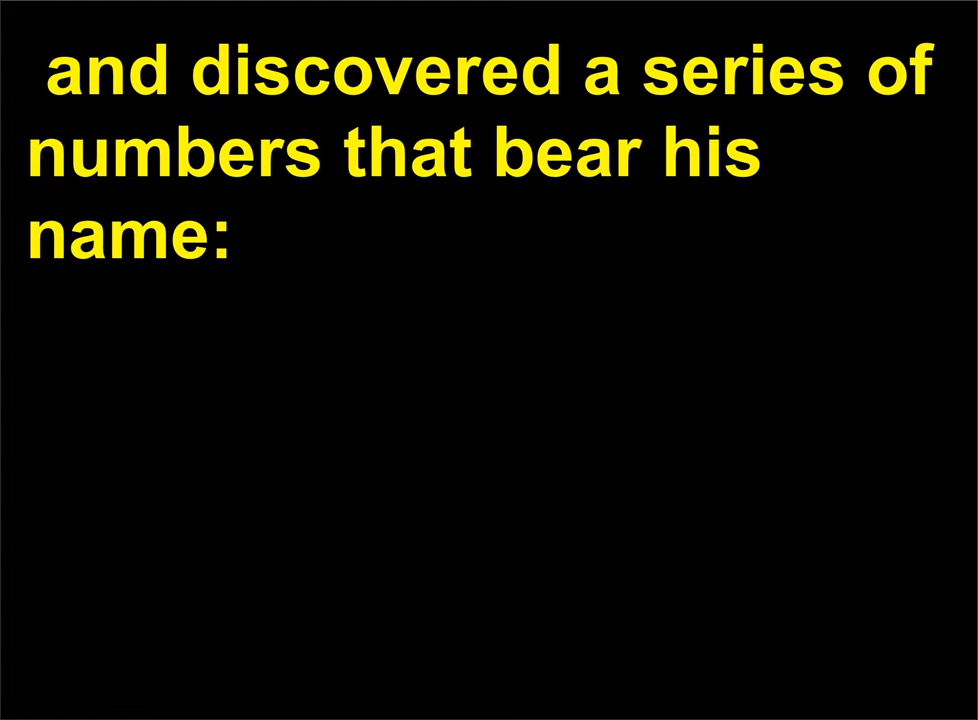 and discovered a series of
numbers that bear his
name: